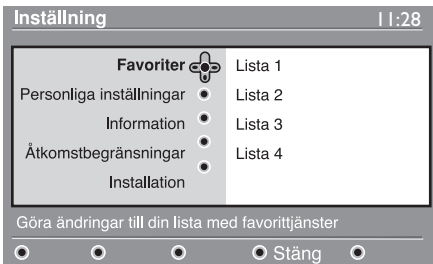 Inställning 11:28
Favoriter Lista 1
Personliga inställningar Lista 2
Information Lista 3
Åtkomstbegränsningar Lista 4
Installation
Göra ändringar till din lista med favorittjänster
Stäng